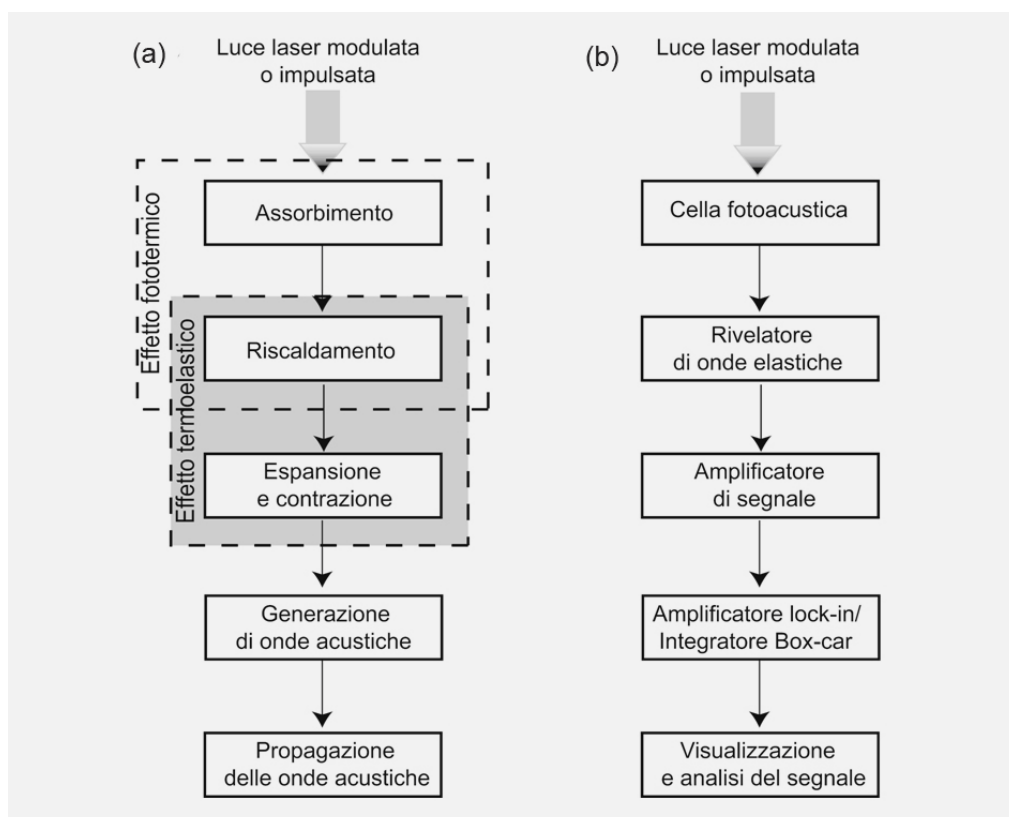 (a)
Luce laser modulata
o impulsata
Effetto fototermico
Assorbimento
Effetto termoelastico
Riscaldamento
Espansione
e contrazione
Generazione
di onde acustiche
Propagazione
delle onde acustiche
(b)
Luce laser modulata
o impulsata
Cella fotoacustica
Rivelatore
di onde elastiche
Amplificatore
di segnale
Amplificatore lock-in/
Integratore Box-car
Visualizzazione
e analisi del segnale